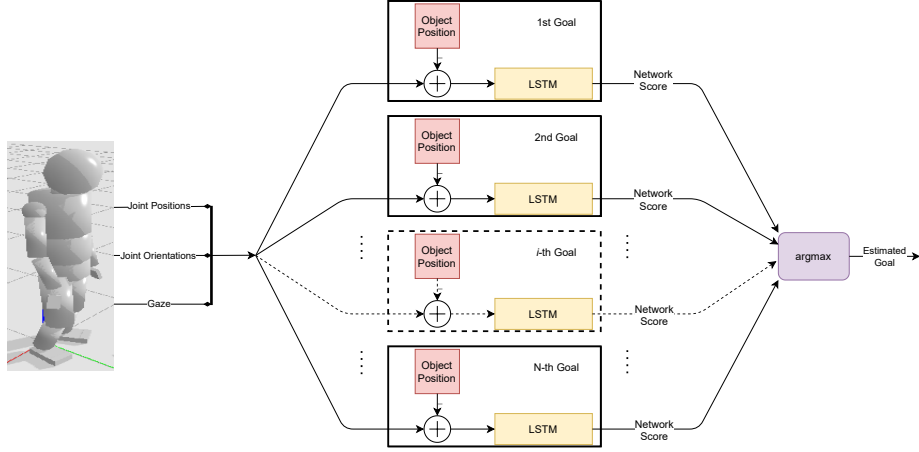 Object
Position
1st Goal
LSTM
Network
Score
Object
Position
2nd Goal
LSTM
Network
Score
Joint Positions
Joint Orientations
Gaze
Object
Position
i-th Goal
LSTM
Network
Score
argmax
Estimated
Goal
Object
Position
N-th Goal
LSTM
Network
Score